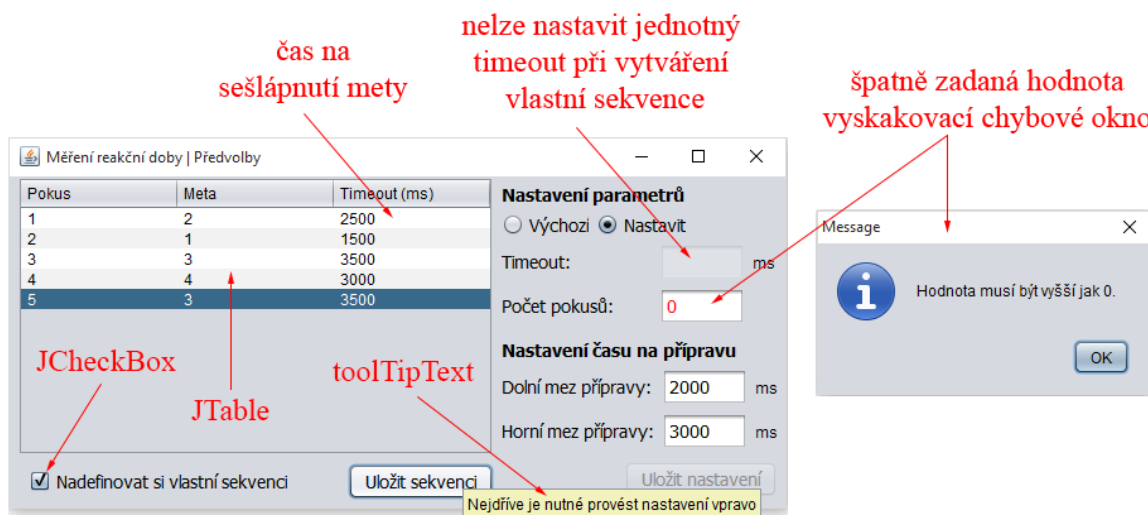 nelze nastavit jednotný
timeout při vytváření
vlastní sekvence
čas na
sešlápnutí mety
špatně zadaná hodnota
vyskakovací chybové okno
Měření reakční doby | Předvolby
Pokus Meta Timeout (ms)
1 2 2500
2 1 1500
3 3 3500
4 4 3000
5 3 3500
Nastavení parametrů
Výchozi Nastavit
Timeout: ms
Počet pokusů: 0
Nastavení času na přípravu
Dolní mez přípravy: 2000 ms
Horní mez přípravy: 3000 ms
JCheckBox
JTable
toolTipText
Nadefinovat si vlastní sekvenci
Uložit sekvenci
Uložit nastavení
Nejdříve je nutné provést nastavení vpravo
Message
Hodnota musí být vyšší jak 0.
OK